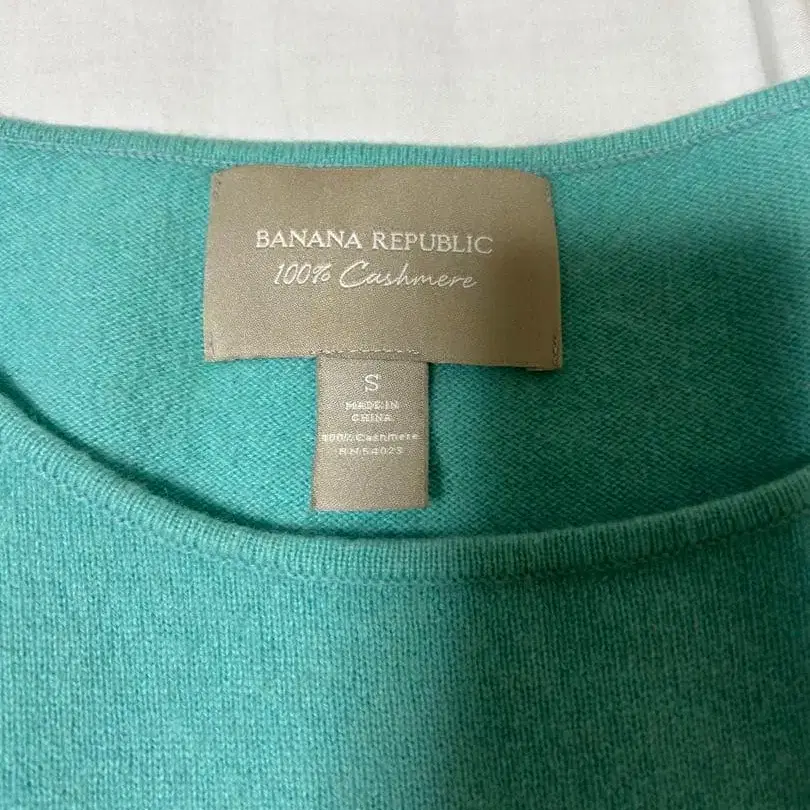 BANANA REPUBLIC
100% Cashmere
S
MADE IN
CHINA
100% Cashmere
RN 54023